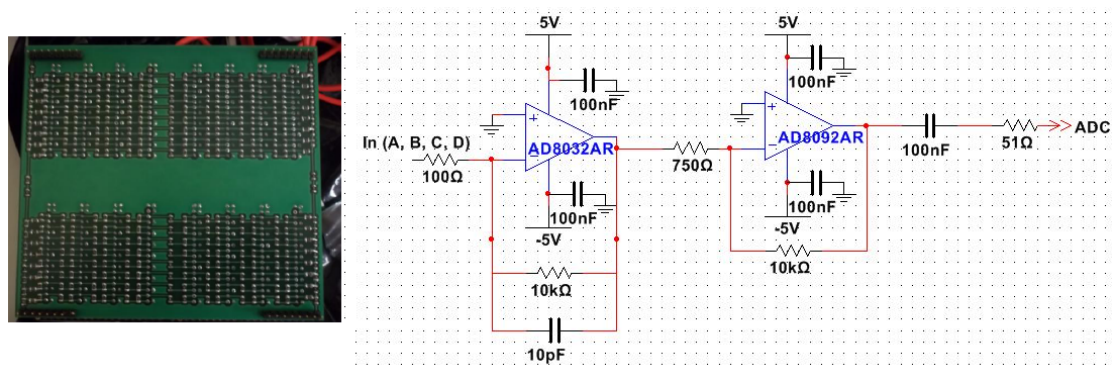 5V
100nF
In (A, B, C, D)
100Ω
AD8032AR
100nF
-5V
10kΩ
10pF
750Ω
5V
100nF
AD8092AR
100nF
-5V
10kΩ
100nF
51Ω
ADC